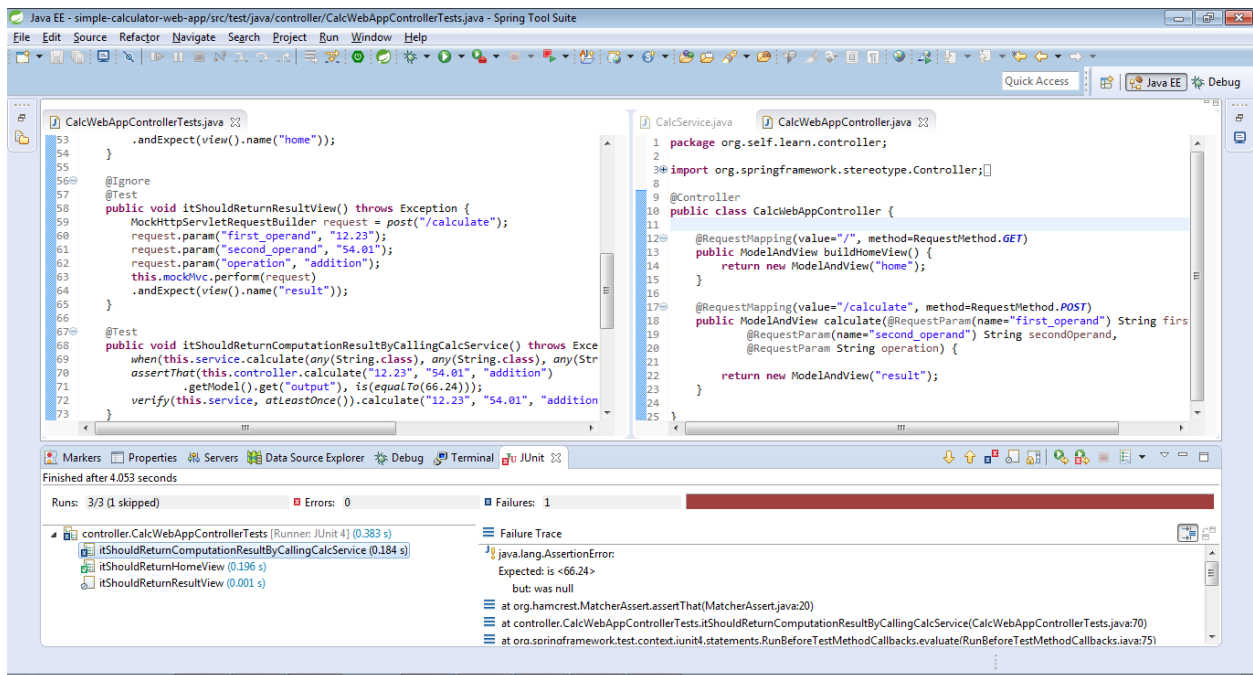 Java EE - simple-calculator-web-app/src/test/java/controller/CalcWebAppControllerTests.java - Spring Tool Suite
File Edit Source Refactor Navigate Search Project Run Window Help
Quick Access
Java EE
Debug
CalcWebAppControllerTests.java
53 .andExpect(view().name("home"));
54 }
55
56 @Ignore
57 @Test
58 public void itShouldReturnResultView() throws Exception {
59 MockHttpServletRequestBuilder request = post("/calculate");
60 request.param("first_operand", "12.23");
61 request.param("second_operand", "54.01");
62 request.param("operation", "addition");
63 this.mockMvc.perform(request)
64 .andExpect(view().name("result"));
65 }
66
67 @Test
68 public void itShouldReturnComputationResultByCallingCalcService() throws Exce
69 when(this.service.calculate(any(String.class), any(String.class), any(Str
70 assertThat(this.controller.calculate("12.23", "54.01", "addition")
71 .getModel().get("output"), is(equalTo(66.24)));
72 verify(this.service, atLeastOnce()).calculate("12.23", "54.01", "addition
73 }
CalcService.java
CalcWebAppController.java
1 package org.self.learn.controller;
2
3 import org.springframework.stereotype.Controller;
8
9 @Controller
10 public class CalcWebAppController {
11
12 @RequestMapping(value="/", method=RequestMethod.GET)
13 public ModelAndView buildHomeView() {
14 return new ModelAndView("home");
15 }
16
17 @RequestMapping(value="/calculate", method=RequestMethod.POST)
18 public ModelAndView calculate(@RequestParam(name="first_operand") String firs
19 @RequestParam(name="second_operand") String secondOperand,
20 @RequestParam String operation) {
21
22 return new ModelAndView("result");
23 }
24
25 }
Markers Properties Servers Data Source Explorer Debug Terminal JUnit
Finished after 4.053 seconds
Runs: 3/3 (1 skipped) Errors: 0 Failures: 1
controller.CalcWebAppControllerTests [Runner: JUnit 4] (0.383 s)
itShouldReturnComputationResultByCallingCalcService (0.184 s)
itShouldReturnHomeView (0.196 s)
itShouldReturnResultView (0.001 s)
Failure Trace
java.lang.AssertionError:
Expected: is <66.24>
but: was null
at org.hamcrest.MatcherAssert.assertThat(MatcherAssert.java:20)
at controller.CalcWebAppControllerTests.itShouldReturnComputationResultByCallingCalcService(CalcWebAppControllerTests.java:70)
at org.springframework.test.context.junit4.statements.RunBeforeTestMethodCallbacks.evaluate(RunBeforeTestMethodCallbacks.java:75)